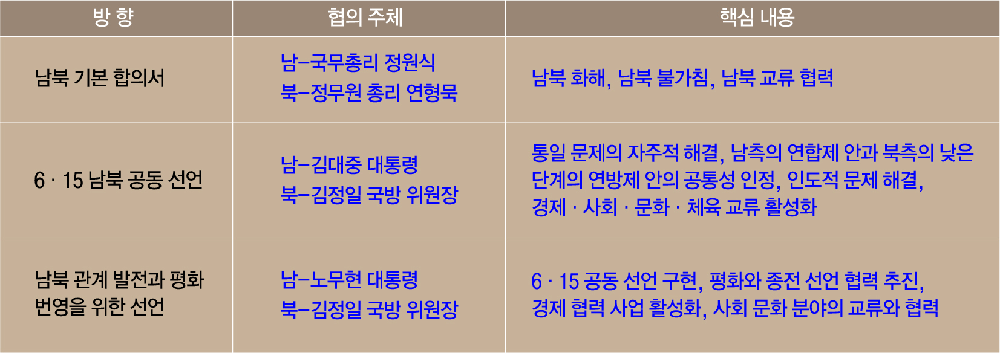 방 향
협의 주체
핵심 내용
남북 기본 합의서
남-국무총리 정원식
북-정무원 총리 연형묵
남북 화해, 남북 불가침, 남북 교류 협력
6 · 15 남북 공동 선언
남-김대중 대통령
북-김정일 국방 위원장
통일 문제의 자주적 해결, 남측의 연합제 안과 북측의 낮은
단계의 연방제 안의 공통성 인정, 인도적 문제 해결,
경제 · 사회 · 문화 · 체육 교류 활성화
남북 관계 발전과 평화
번영을 위한 선언
남-노무현 대통령
북-김정일 국방 위원장
6 · 15 공동 선언 구현, 평화와 종전 선언 협력 추진,
경제 협력 사업 활성화, 사회 문화 분야의 교류와 협력